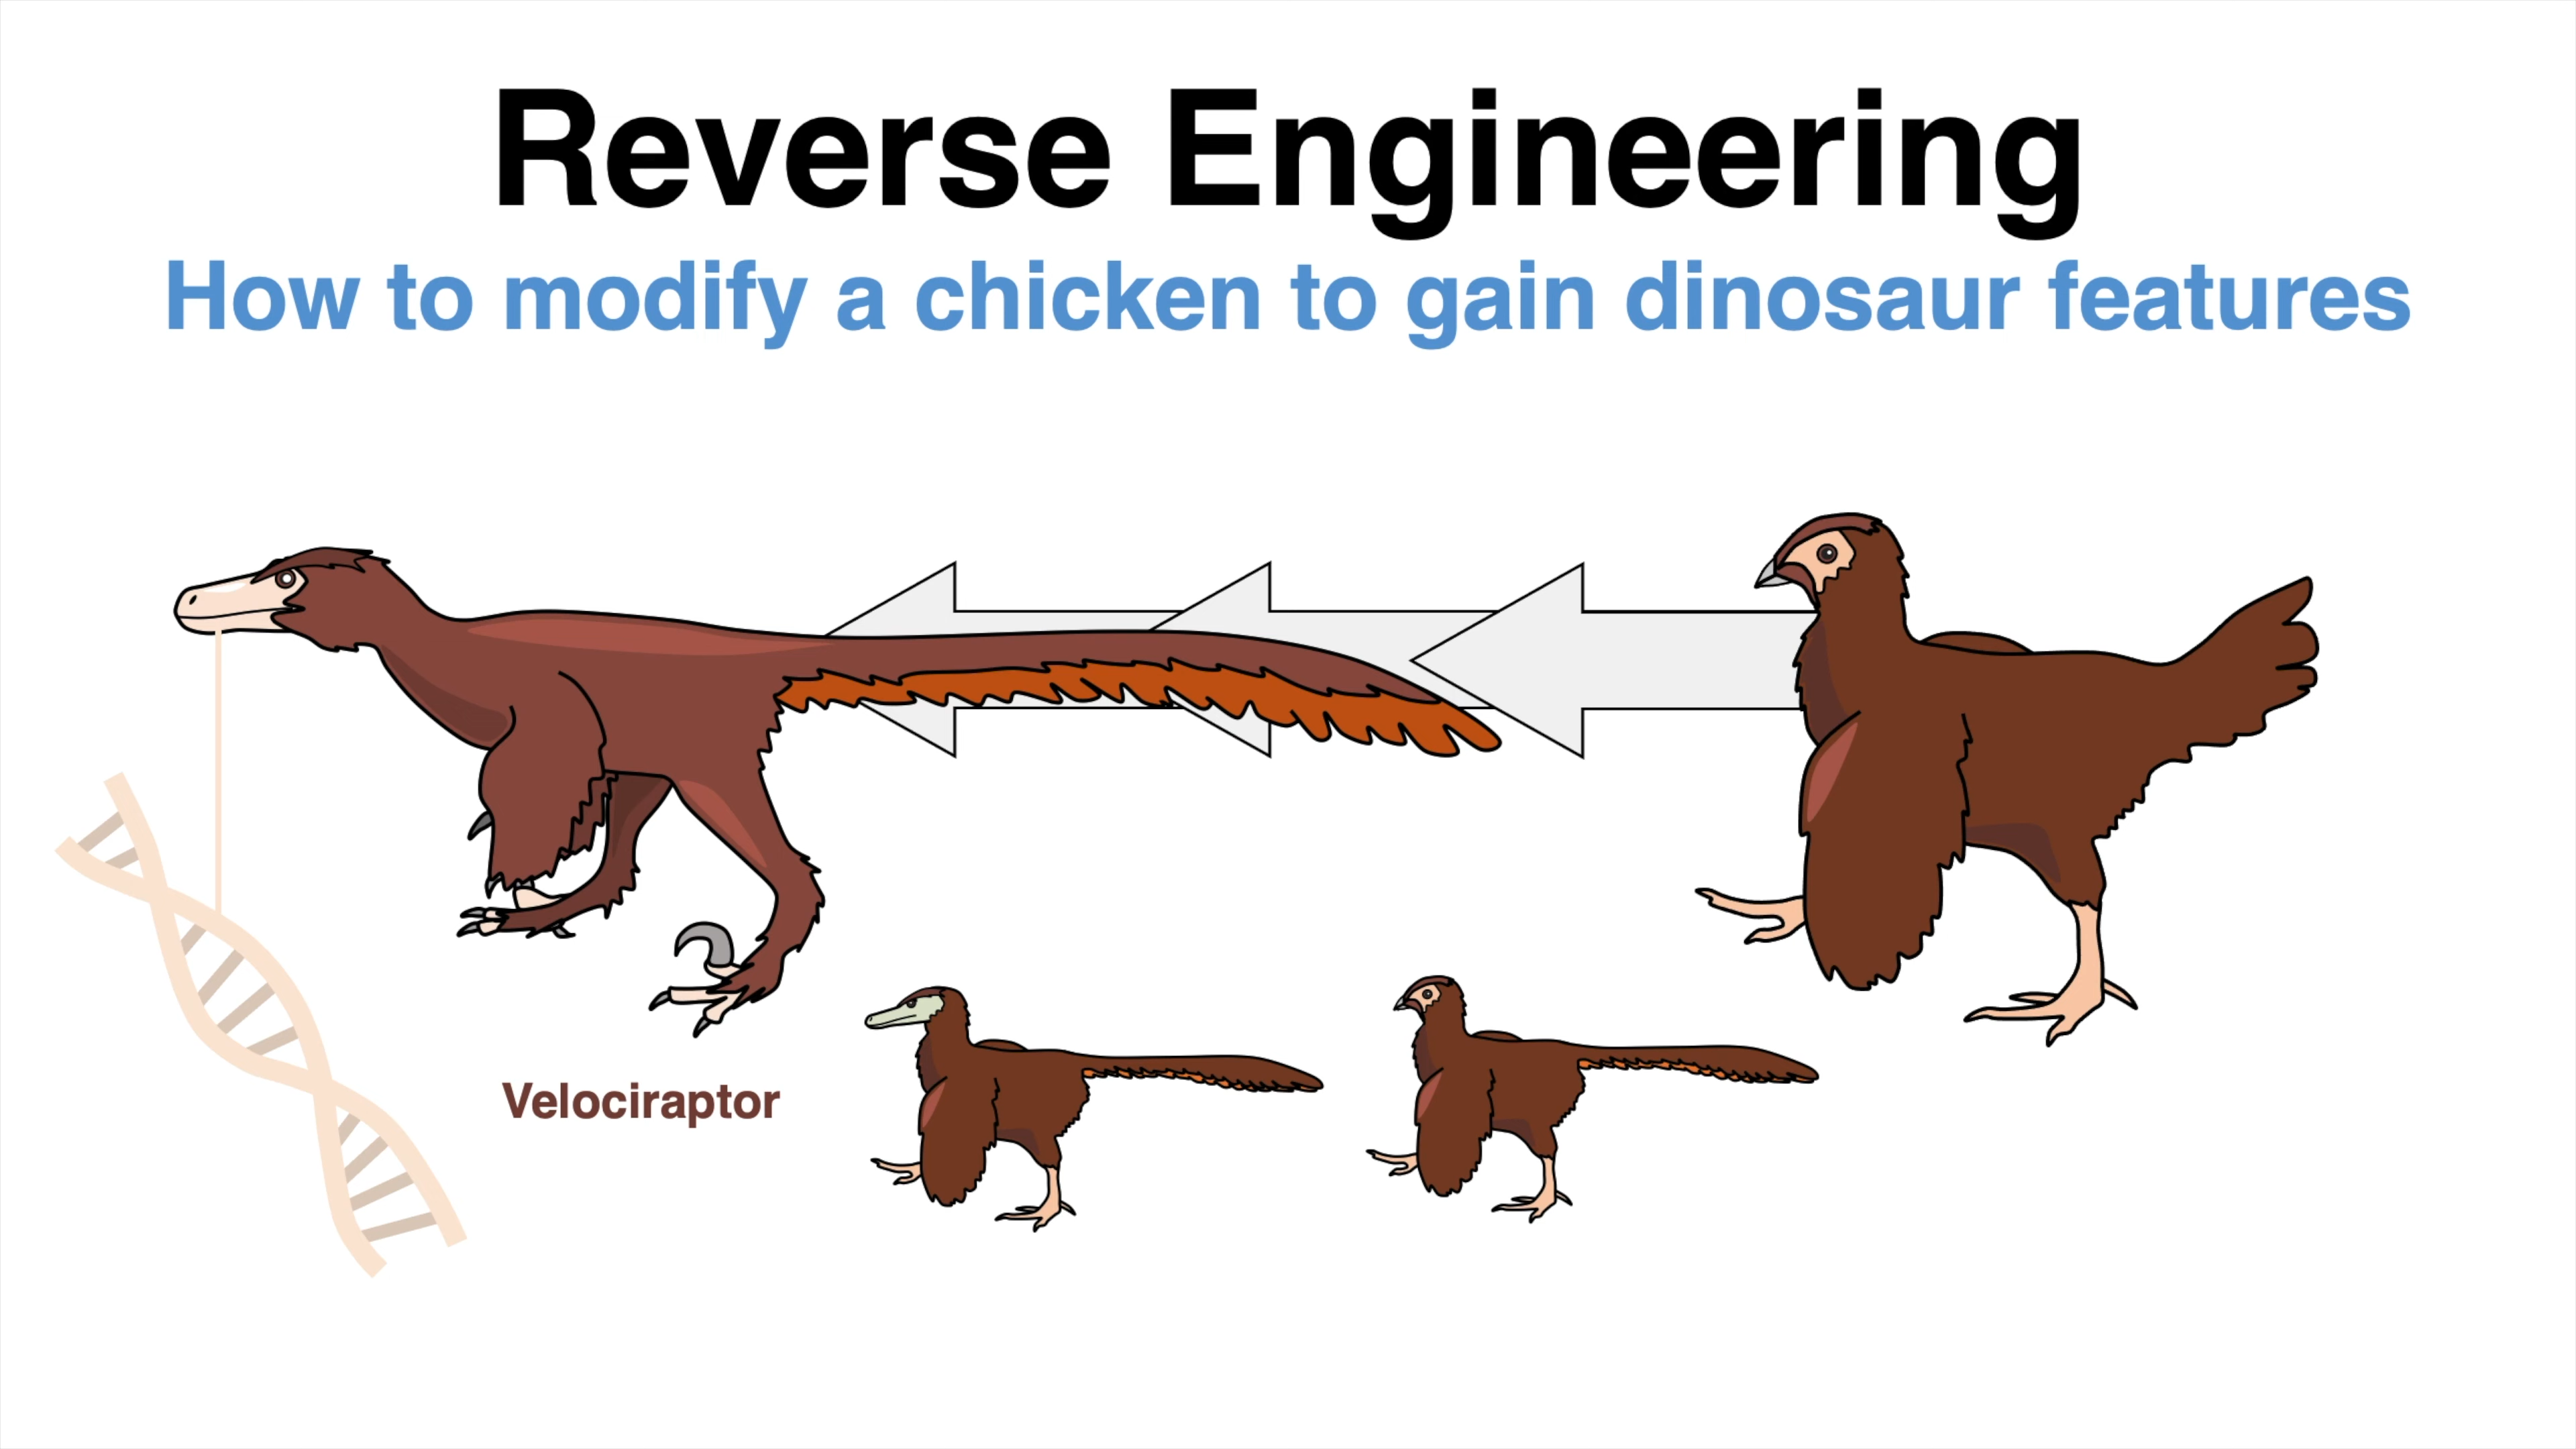 Reverse Engineering
How to modify a chicken to gain dinosaur features
Velociraptor